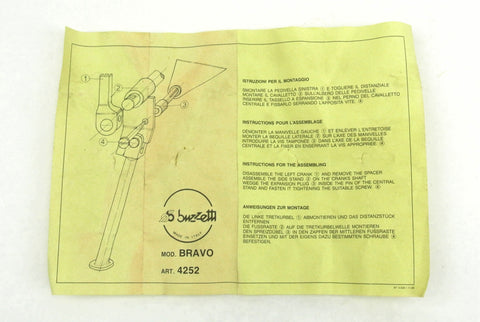 1
2
3
4
buzzetti
MADE IN ITALY
MOD. BRAVO
ART. 4252
ISTRUZIONI PER IL MONTAGGIO
SMONTARE LA PEDIVELLA SINISTRA ① E TOGLIERE IL DISTANZIALE
MONTARE IL CAVALLETTO ② SULL'ALBERO DELLE PEDIVELLE
INSERIRE IL TASSELLO A ESPANSIONE ③ NEL PERNO DEL CAVALLETTO
CENTRALE E FISSARLO SERRANDO L'APPOSITA VITE. ④
INSTRUCTIONS POUR L'ASSEMBLAGE
DÉMONTER LA MANIVELLE GAUCHE ① ET ENLEVER L'ENTRETOISE
MONTER LA BÉQUILLE LATERALE ② SUR L'AXE DES MANIVELLES
INTRODUIRE LA VIS TAMPONÉE ③ DANS L'AXE DE LA BEQUILLE
CENTRALE ET LA FIXER EN ENSERRANT LA VIS APPROPRIEE. ④
INSTRUCTIONS FOR THE ASSEMBLING
DISASSEMBLE THE LEFT CRANK ① AND REMOVE THE SPACER
ASSEMBLE THE SIDE STAND ② ON THE CRANKS SHAFT
WEDGE THE EXPANSION PLUG ③ INSIDE THE PIN OF THE CENTRAL
STAND AND FASTEN IT TIGHTENING THE SUITABLE SCREW. ④
ANWEISUNGEN ZUR MONTAGE
DIE LINKE TRETKURBEL ① ABMONTIEREN UND DAS DISTANZSTÜCK
ENTFERNEN
DIE FUSSRASTE ② AUF DIE TRETKURBELWELLE MONTIEREN
DEN SPREIZDÜBEL ③ IN DEN ZAPFEN DER MITTLEREN FUSSRASTE
EINSETZEN UND MIT DER EIGENS DAZU BESTIMMTEN SCHRAUBE ④
BEFESTIGEN.